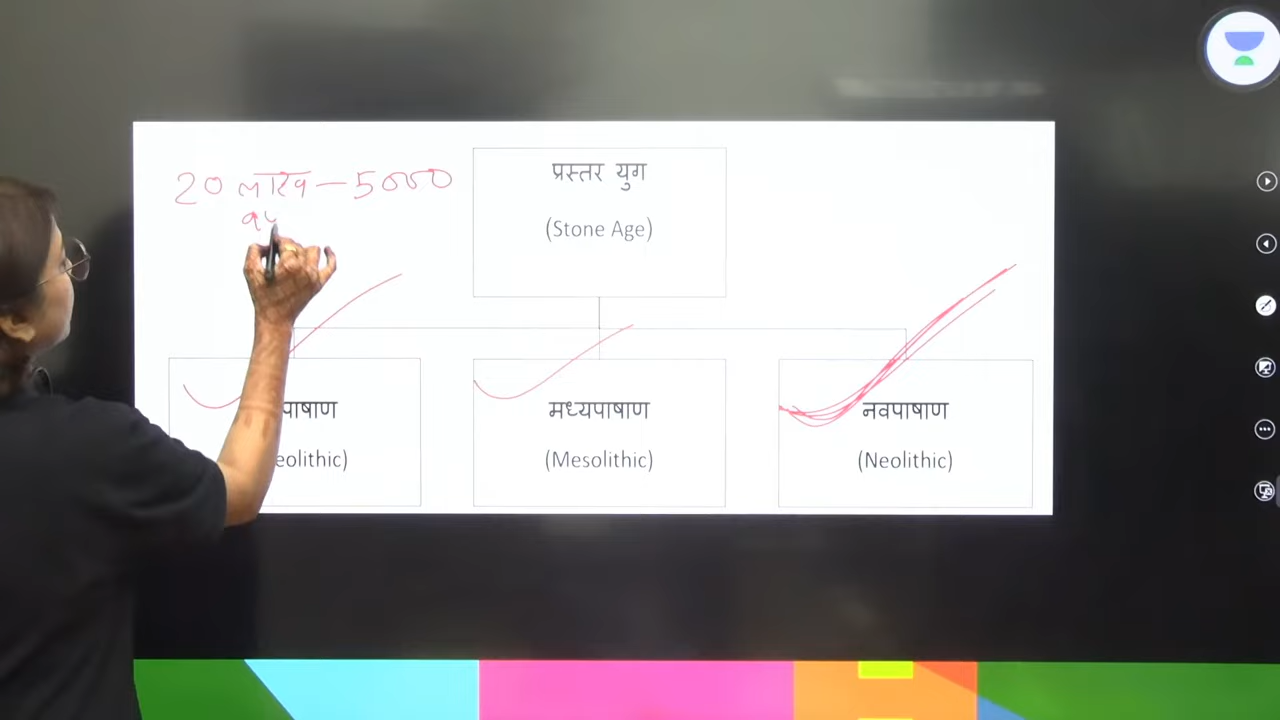 20 लाख – 5000
प्रस्तर युग
(Stone Age)
पाषाण
मध्यपाषाण
नवपाषाण
eolithic)
(Mesolithic)
(Neolithic)